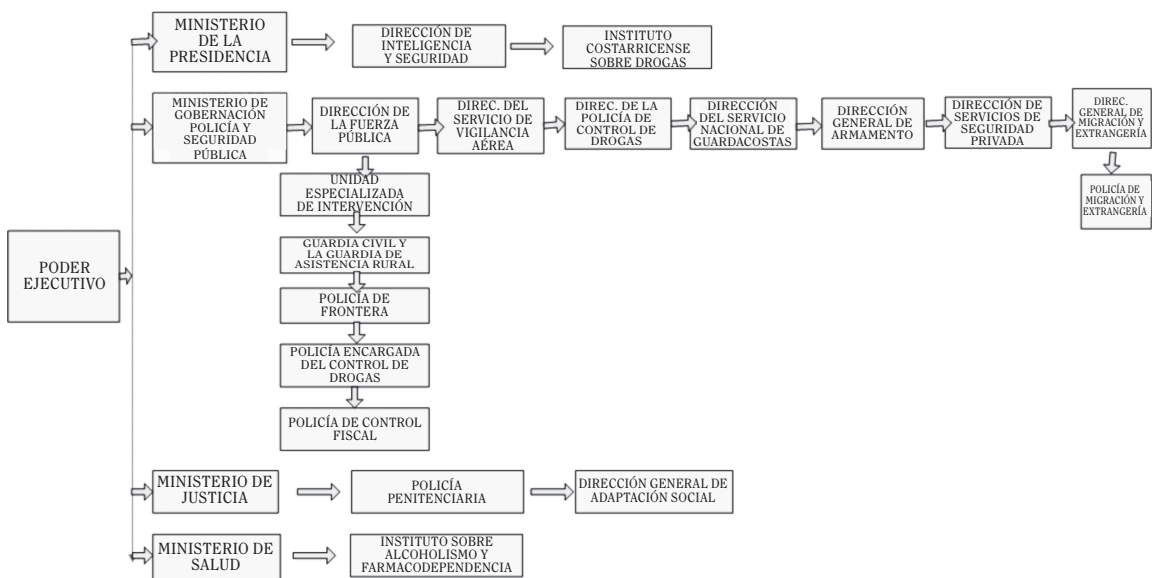 MINISTERIO
DE LA
PRESIDENCIA
DIRECCIÓN DE
INTELIGENCIA
Y SEGURIDAD
INSTITUTO
COSTARRICENSE
SOBRE DROGAS
MINISTERIO DE
GOBERNACIÓN
POLICÍA Y
SEGURIDAD
PÚBLICA
DIRECCIÓN DE
LA FUERZA
PÚBLICA
DIREC. DEL
SERVICIO DE
VIGILANCIA
AÉREA
DIREC. DE LA
POLICÍA DE
CONTROL DE
DROGAS
DIRECCIÓN
DEL SERVICIO
NACIONAL DE
GUARDACOSTAS
DIRECCIÓN
GENERAL DE
ARMAMENTO
DIRECCIÓN DE
SERVICIOS DE
SEGURIDAD
PRIVADA
DIREC.
GENERAL DE
MIGRACIÓN Y
EXTRANGERÍA
POLICÍA DE
MIGRACIÓN Y
EXTRANGERÍA
UNIDAD
ESPECIALIZADA
DE INTERVENCIÓN
GUARDIA CIVIL Y
LA GUARDIA DE
ASISTENCIA RURAL
POLICÍA DE
FRONTERA
POLICÍA ENCARGADA
DEL CONTROL DE
DROGAS
POLICÍA DE CONTROL
FISCAL
PODER
EJECUTIVO
MINISTERIO DE
JUSTICIA
POLICÍA
PENITENCIARIA
DIRECCIÓN GENERAL DE
ADAPTACIÓN SOCIAL
MINISTERIO DE
SALUD
INSTITUTO SOBRE
ALCOHOLISMO Y
FARMACODEPENDENCIA